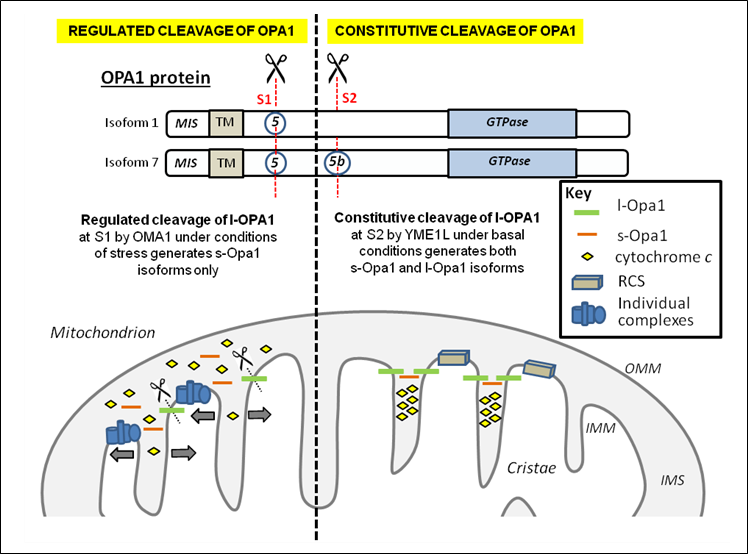 REGULATED CLEAVAGE OF OPA1
CONSTITUTIVE CLEAVAGE OF OPA1
OPA1 protein
S1
S2
Isoform 1
MIS
TM
5
GTPase
Isoform 7
MIS
TM
5
5b
GTPase
Regulated cleavage of l-OPA1
at S1 by OMA1 under conditions
of stress generates s-Opa1
isoforms only
Constitutive cleavage of l-OPA1
at S2 by YME1L under basal
conditions generates both
s-Opa1 and l-Opa1 isoforms
Key
l-Opa1
s-Opa1
cytochrome c
RCS
Individual
complexes
Mitochondrion
OMM
IMM
Cristae
IMS